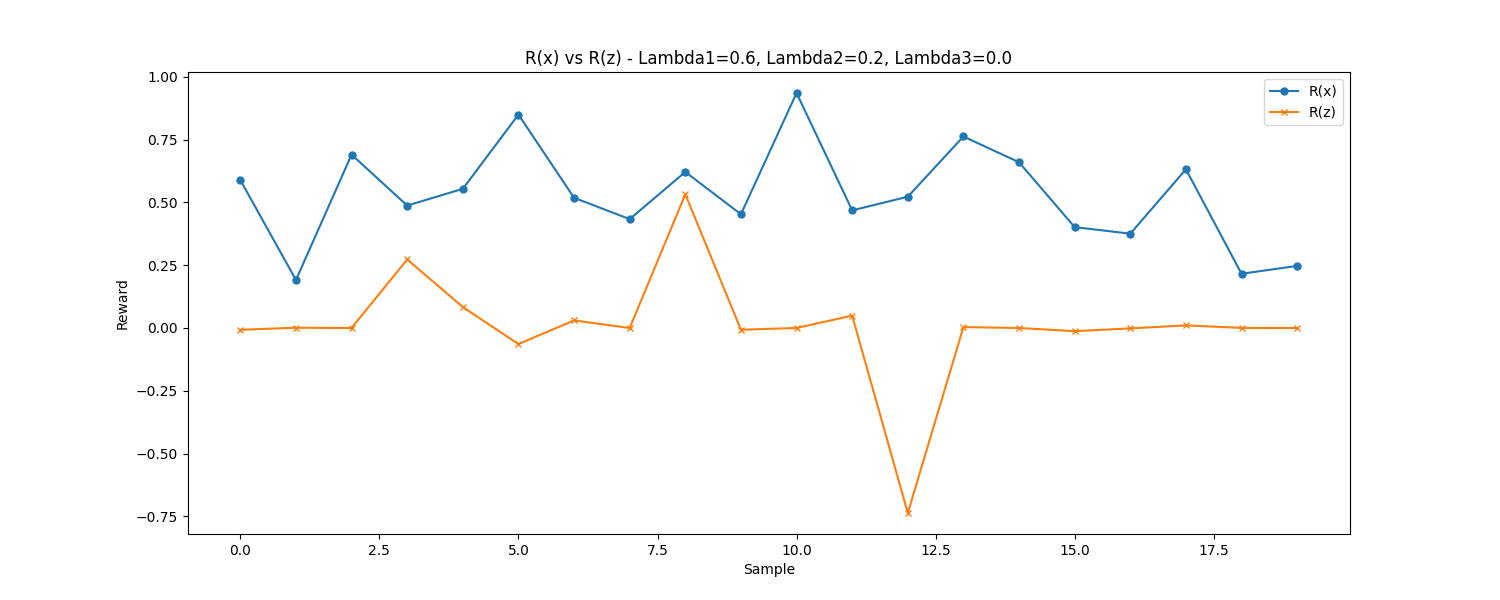 R(x) vs R(z) - Lambda1=0.6, Lambda2=0.2, Lambda3=0.0
R(x)
R(z)
Reward
1.00
0.75
0.50
0.25
0.00
−0.25
−0.50
−0.75
0.0 2.5 5.0 7.5 10.0 12.5 15.0 17.5
Sample